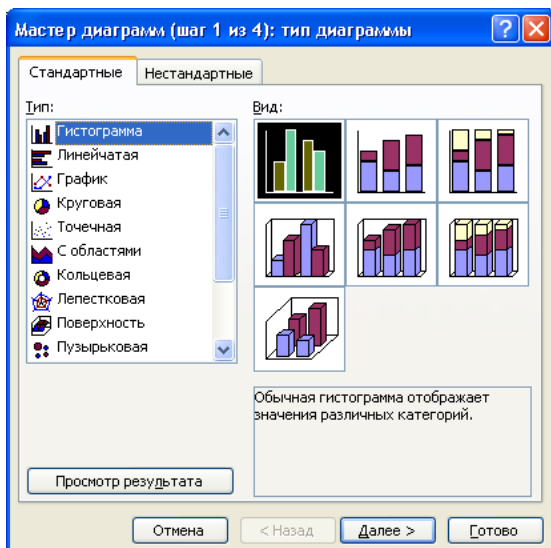 Мастер диаграмм (шаг 1 из 4): тип диаграммы
Стандартные Нестандартные
Тип:
Гистограмма
Линейчатая
График
Круговая
Точечная
С областями
Кольцевая
Лепестковая
Поверхность
Пузырьковая
Вид:
Обычная гистограмма отображает
значения различных категорий.
Просмотр результата
Отмена < Назад Далее > Готово